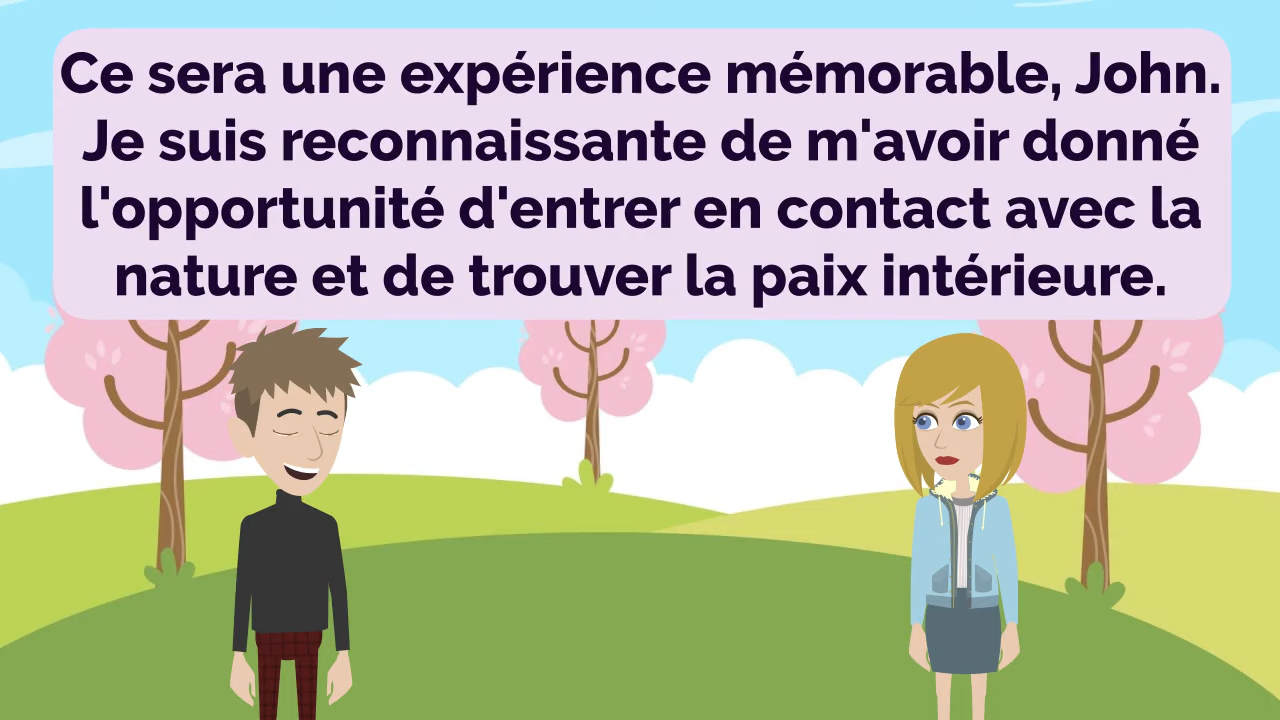 Ce sera une expérience mémorable, John.
Je suis reconnaissante de m'avoir donné
l'opportunité d'entrer en contact avec la
nature et de trouver la paix intérieure.